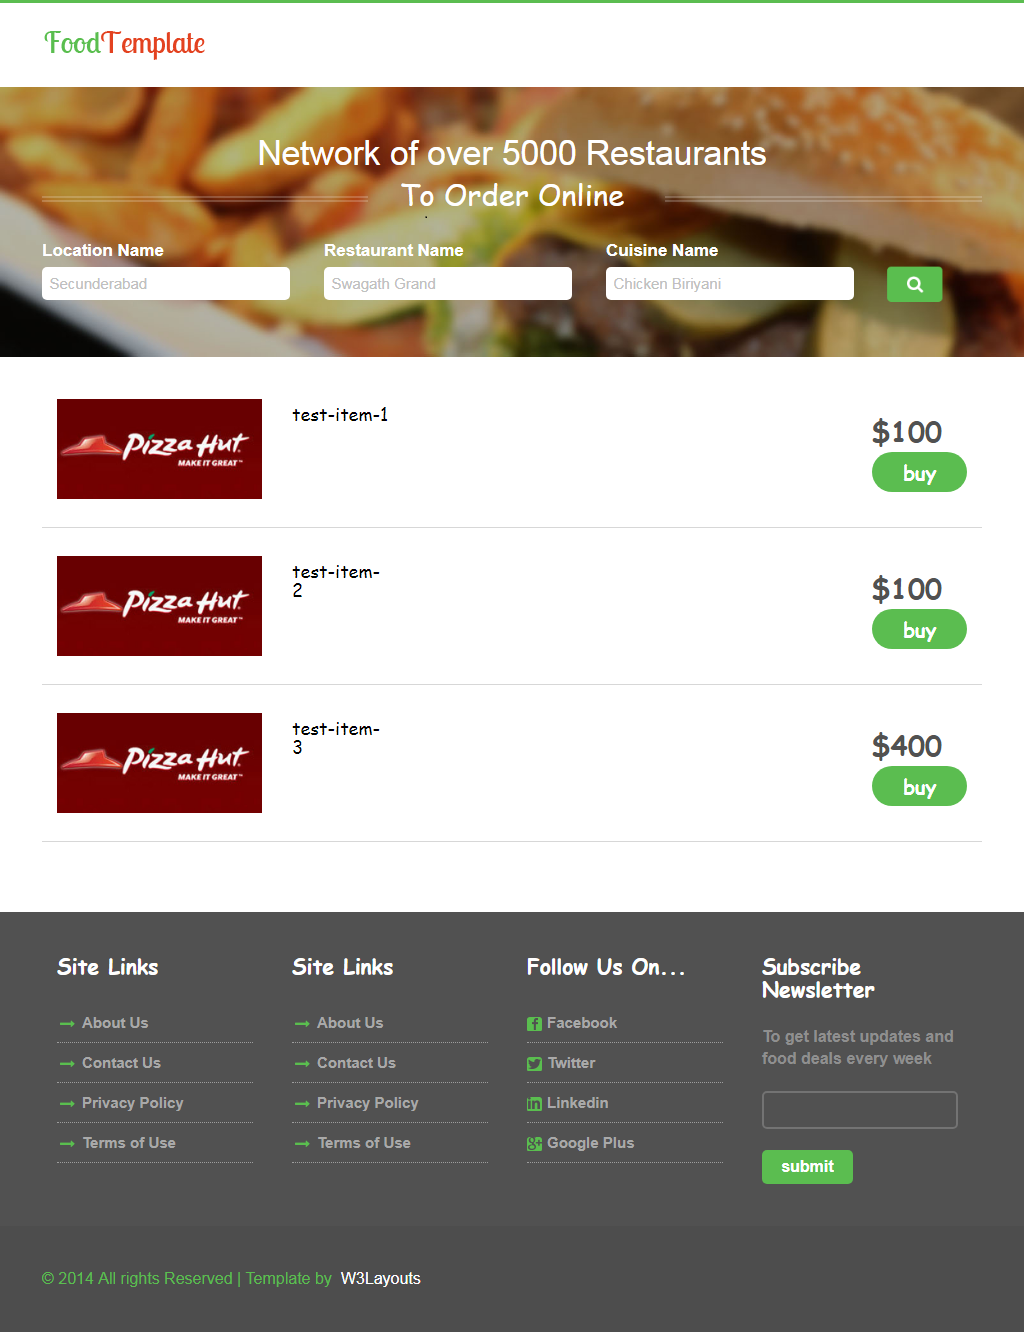 FoodTemplate
Network of over 5000 Restaurants
To Order Online
Location Name
Restaurant Name
Cuisine Name
Secunderabad
Swagath Grand
Chicken Biriyani
Pizza Hut
MAKE IT GREAT™
test-item-1
$100
buy
Pizza Hut
MAKE IT GREAT™
test-item-
2
$100
buy
Pizza Hut
MAKE IT GREAT™
test-item-
3
$400
buy
Site Links
About Us
Contact Us
Privacy Policy
Terms of Use
Site Links
About Us
Contact Us
Privacy Policy
Terms of Use
Follow Us On...
Facebook
Twitter
Linkedin
Google Plus
Subscribe
Newsletter
To get latest updates and
food deals every week
submit
© 2014 All rights Reserved | Template by W3Layouts